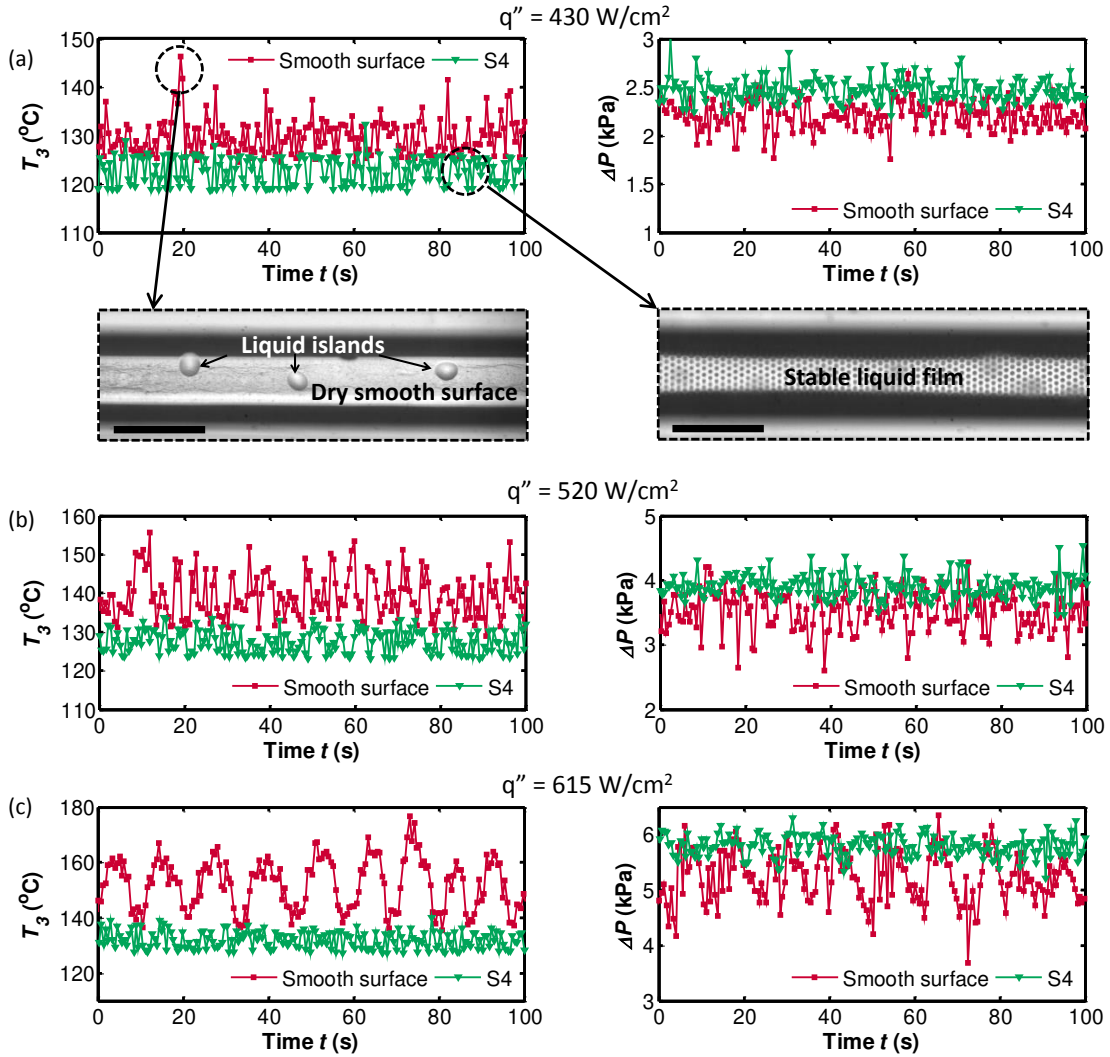 q” = 430 W/cm²
(a)
150
140
130
120
110
T₃ (ºC)
Smooth surface
S4
0 20 40 60 80 100
Time t (s)
3
2.5
2
1.5
1
ΔP (kPa)
Smooth surface
S4
0 20 40 60 80 100
Time t (s)
Liquid islands
Dry smooth surface
Stable liquid film
q” = 520 W/cm²
(b)
160
150
140
130
120
110
T₃ (ºC)
Smooth surface
S4
0 20 40 60 80 100
Time t (s)
5
4
3
2
ΔP (kPa)
Smooth surface
S4
0 20 40 60 80 100
Time t (s)
q” = 615 W/cm²
(c)
180
160
140
120
T₃ (ºC)
Smooth surface
S4
0 20 40 60 80 100
Time t (s)
6
5
4
3
ΔP (kPa)
Smooth surface
S4
0 20 40 60 80 100
Time t (s)